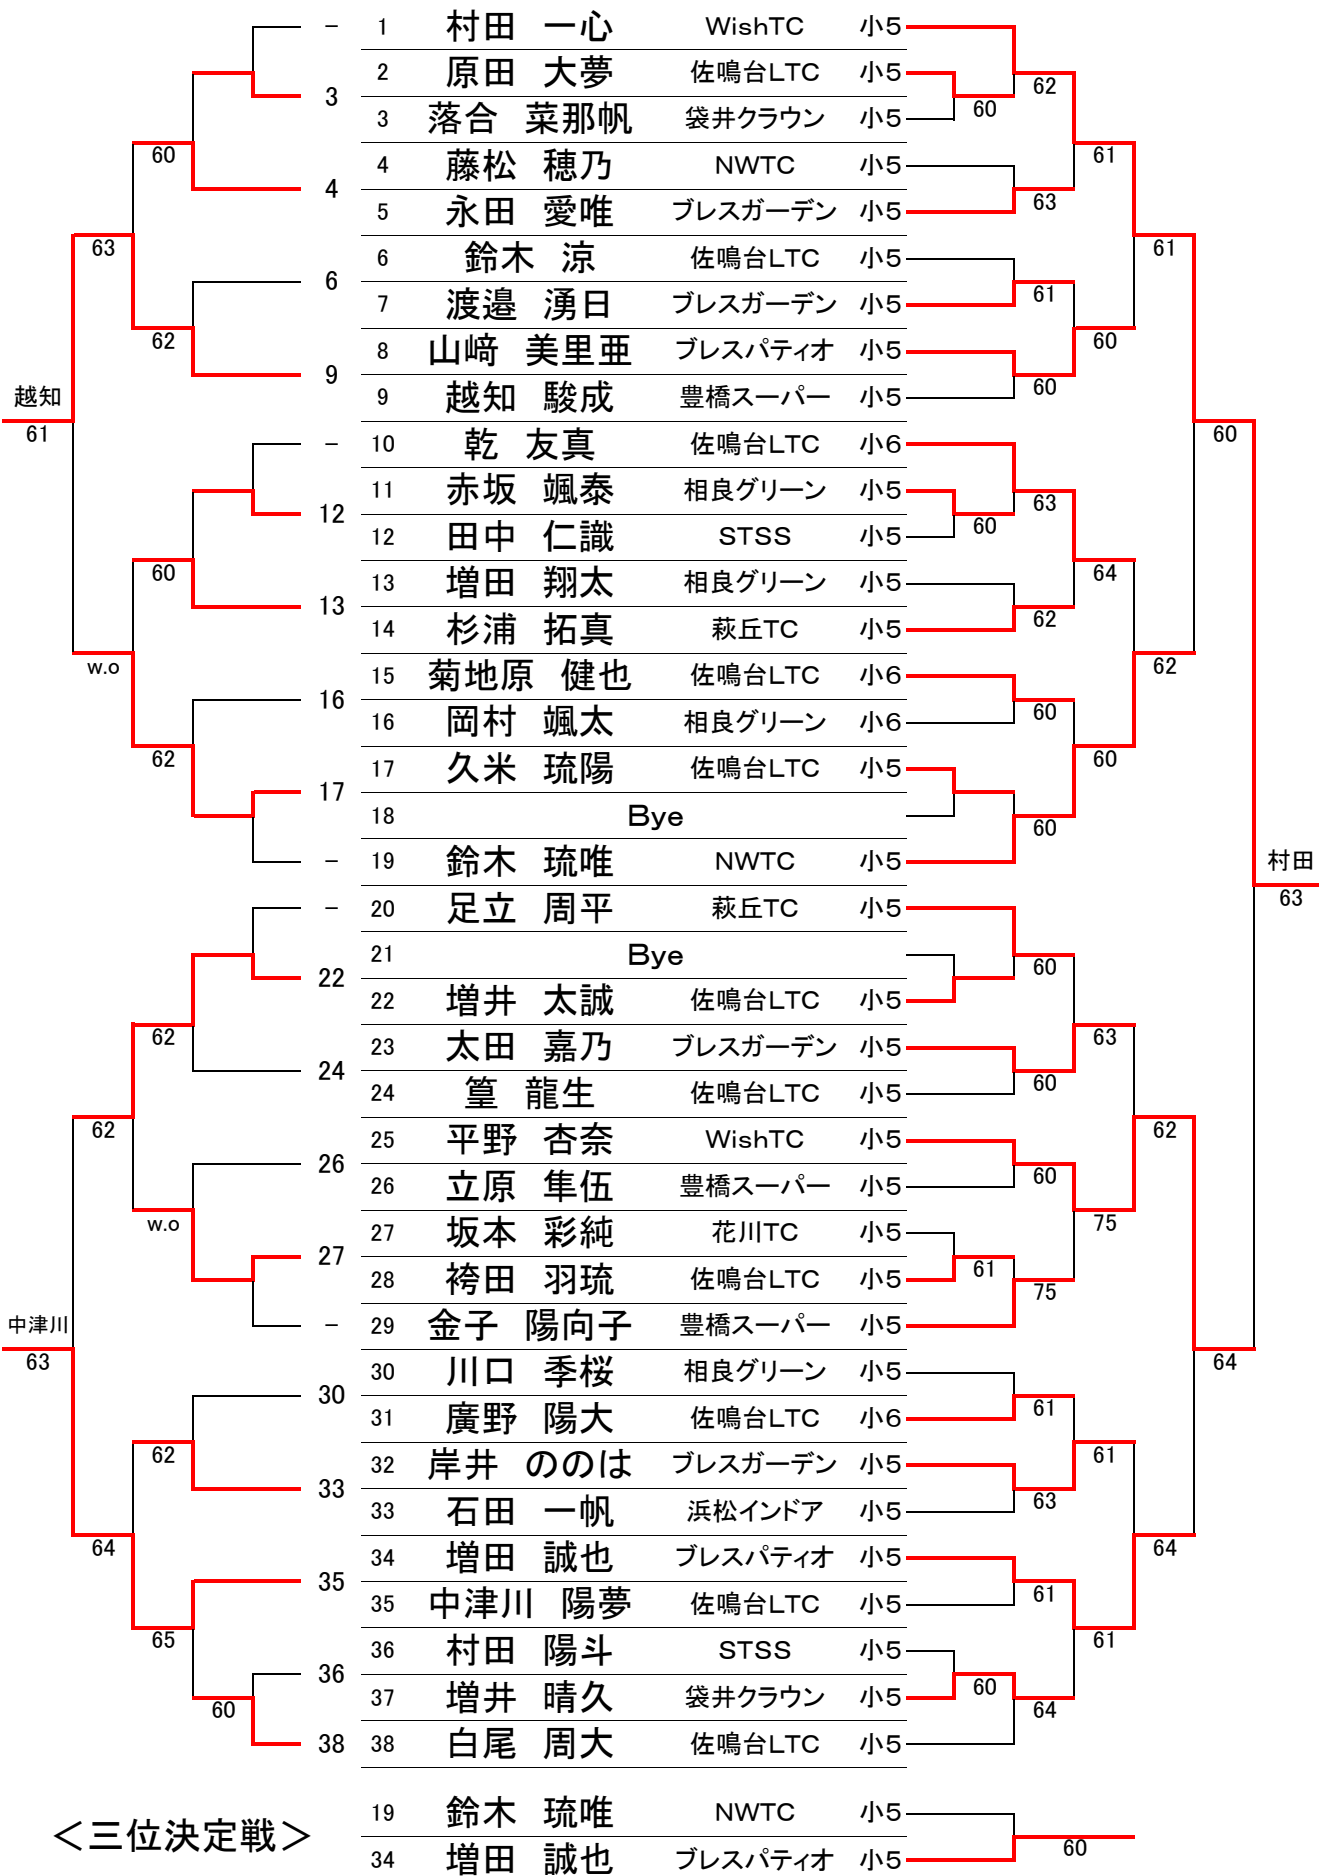 － 1 村田　一心 WishTC 小5
2 原田　大夢 佐鳴台LTC 小5 62
3 60
3 落合　菜那帆 袋井クラウン 小5
60 4 藤松　穂乃 NWTC 小5 61
4 63
5 永田　愛唯 ブレスガーデン 小5
63 6 鈴木　涼 佐鳴台LTC 小5 61
6 61
7 渡邉　湧日 ブレスガーデン 小5
62 60
8 山﨑　美里亜 ブレスパティオ 小5
9 60
越知 9 越知　駿成 豊橋スーパー 小5
61 60
－ 10 乾　友真 佐鳴台LTC 小6
11 赤坂　颯泰 相良グリーン 小5 63
12 60
12 田中　仁識 STSS 小5
60 13 増田　翔太 相良グリーン 小5 64
13 62
14 杉浦　拓真 萩丘TC 小5
w.o 62
15 菊地原　健也 佐鳴台LTC 小6
16 60
16 岡村　颯太 相良グリーン 小6
62 17 久米　琉陽 佐鳴台LTC 小5 60
17
18 Bye 60
－ 19 鈴木　琉唯 NWTC 小5 村田
63
－ 20 足立　周平 萩丘TC 小5
21 Bye 60
22
22 増井　太誠 佐鳴台LTC 小5
62 23 太田　嘉乃 ブレスガーデン 小5 63
24 60
24 篁　龍生 佐鳴台LTC 小5
62 25 平野　杏奈 WishTC 小5 62
26 60
26 立原　隼伍 豊橋スーパー 小5
w.o 27 坂本　彩純 花川TC 小5 75
27 61
28 袴田　羽琉 佐鳴台LTC 小5 75
中津川 － 29 金子　陽向子 豊橋スーパー 小5
63 64
30 川口　季桜 相良グリーン 小5
30 61
31 廣野　陽大 佐鳴台LTC 小6
62 32 岸井　ののは ブレスガーデン 小5 61
33 63
33 石田　一帆 浜松インドア 小5
64 34 増田　誠也 ブレスパティオ 小5 64
35 61
35 中津川　陽夢 佐鳴台LTC 小5
65 36 村田　陽斗 STSS 小5 61
36 60
60 37 増井　晴久 袋井クラウン 小5 64
38 38 白尾　周大 佐鳴台LTC 小5
＜三位決定戦＞
19 鈴木　琉唯 NWTC 小5
60
34 増田　誠也 ブレスパティオ 小5